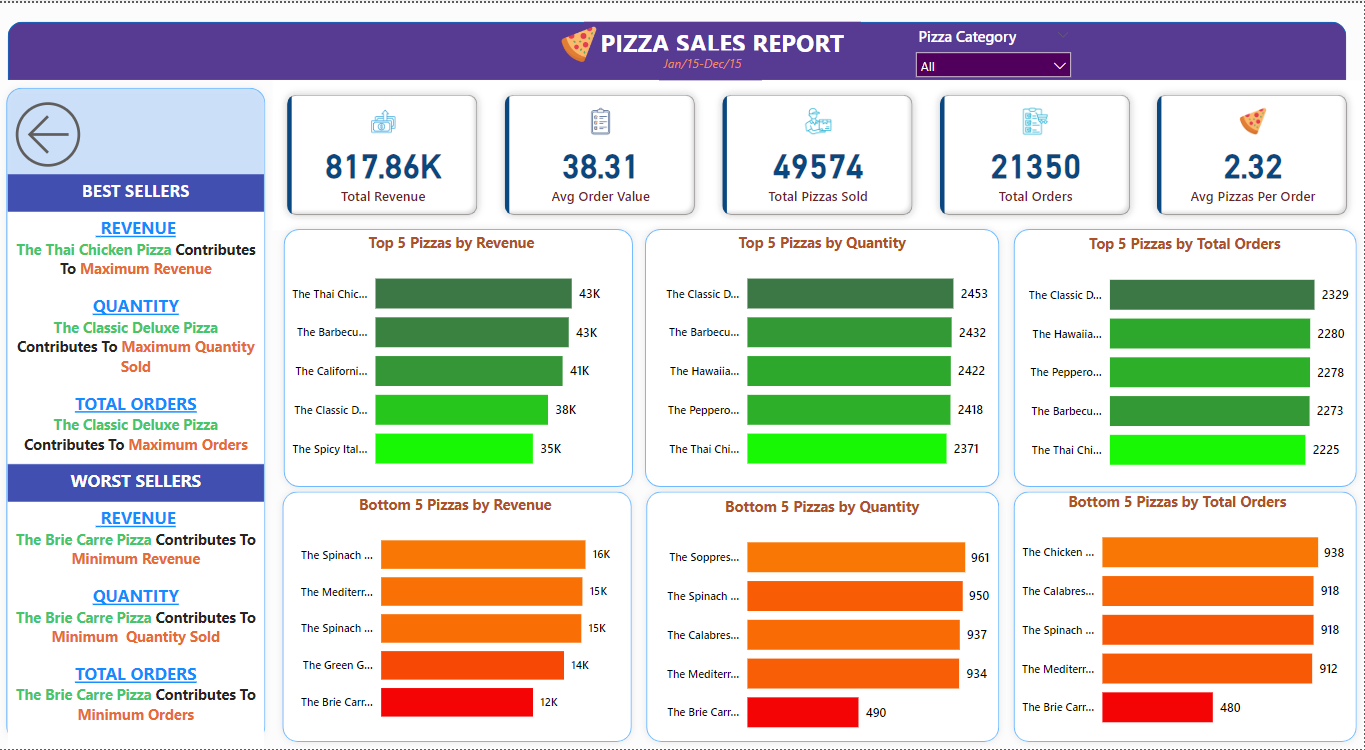 PIZZA SALES REPORT
Jan/15-Dec/15
Pizza Category
All
BEST SELLERS
REVENUE
The Thai Chicken Pizza Contributes
To Maximum Revenue
QUANTITY
The Classic Deluxe Pizza
Contributes To Maximum Quantity
Sold
TOTAL ORDERS
The Classic Deluxe Pizza
Contributes To Maximum Orders
WORST SELLERS
REVENUE
The Brie Carre Pizza Contributes To
Minimum Revenue
QUANTITY
The Brie Carre Pizza Contributes To
Minimum Quantity Sold
TOTAL ORDERS
The Brie Carre Pizza Contributes To
Minimum Orders
817.86K
Total Revenue
38.31
Avg Order Value
49574
Total Pizzas Sold
21350
Total Orders
2.32
Avg Pizzas Per Order
Top 5 Pizzas by Revenue
The Thai Chic... 43K
The Barbecu... 43K
The Californi... 41K
The Classic D... 38K
The Spicy Ital... 35K
Top 5 Pizzas by Quantity
The Classic D... 2453
The Barbecu... 2432
The Hawaiia... 2422
The Peppero... 2418
The Thai Chi... 2371
Top 5 Pizzas by Total Orders
The Classic D... 2329
The Hawaiia... 2280
The Peppero... 2278
The Barbecu... 2273
The Thai Chi... 2225
Bottom 5 Pizzas by Revenue
The Spinach ... 16K
The Mediterr... 15K
The Spinach ... 15K
The Green G... 14K
The Brie Carr... 12K
Bottom 5 Pizzas by Quantity
The Soppres... 961
The Spinach ... 950
The Calabres... 937
The Mediterr... 934
The Brie Carr... 490
Bottom 5 Pizzas by Total Orders
The Chicken ... 938
The Calabres... 918
The Spinach ... 918
The Mediterr... 912
The Brie Carr... 480